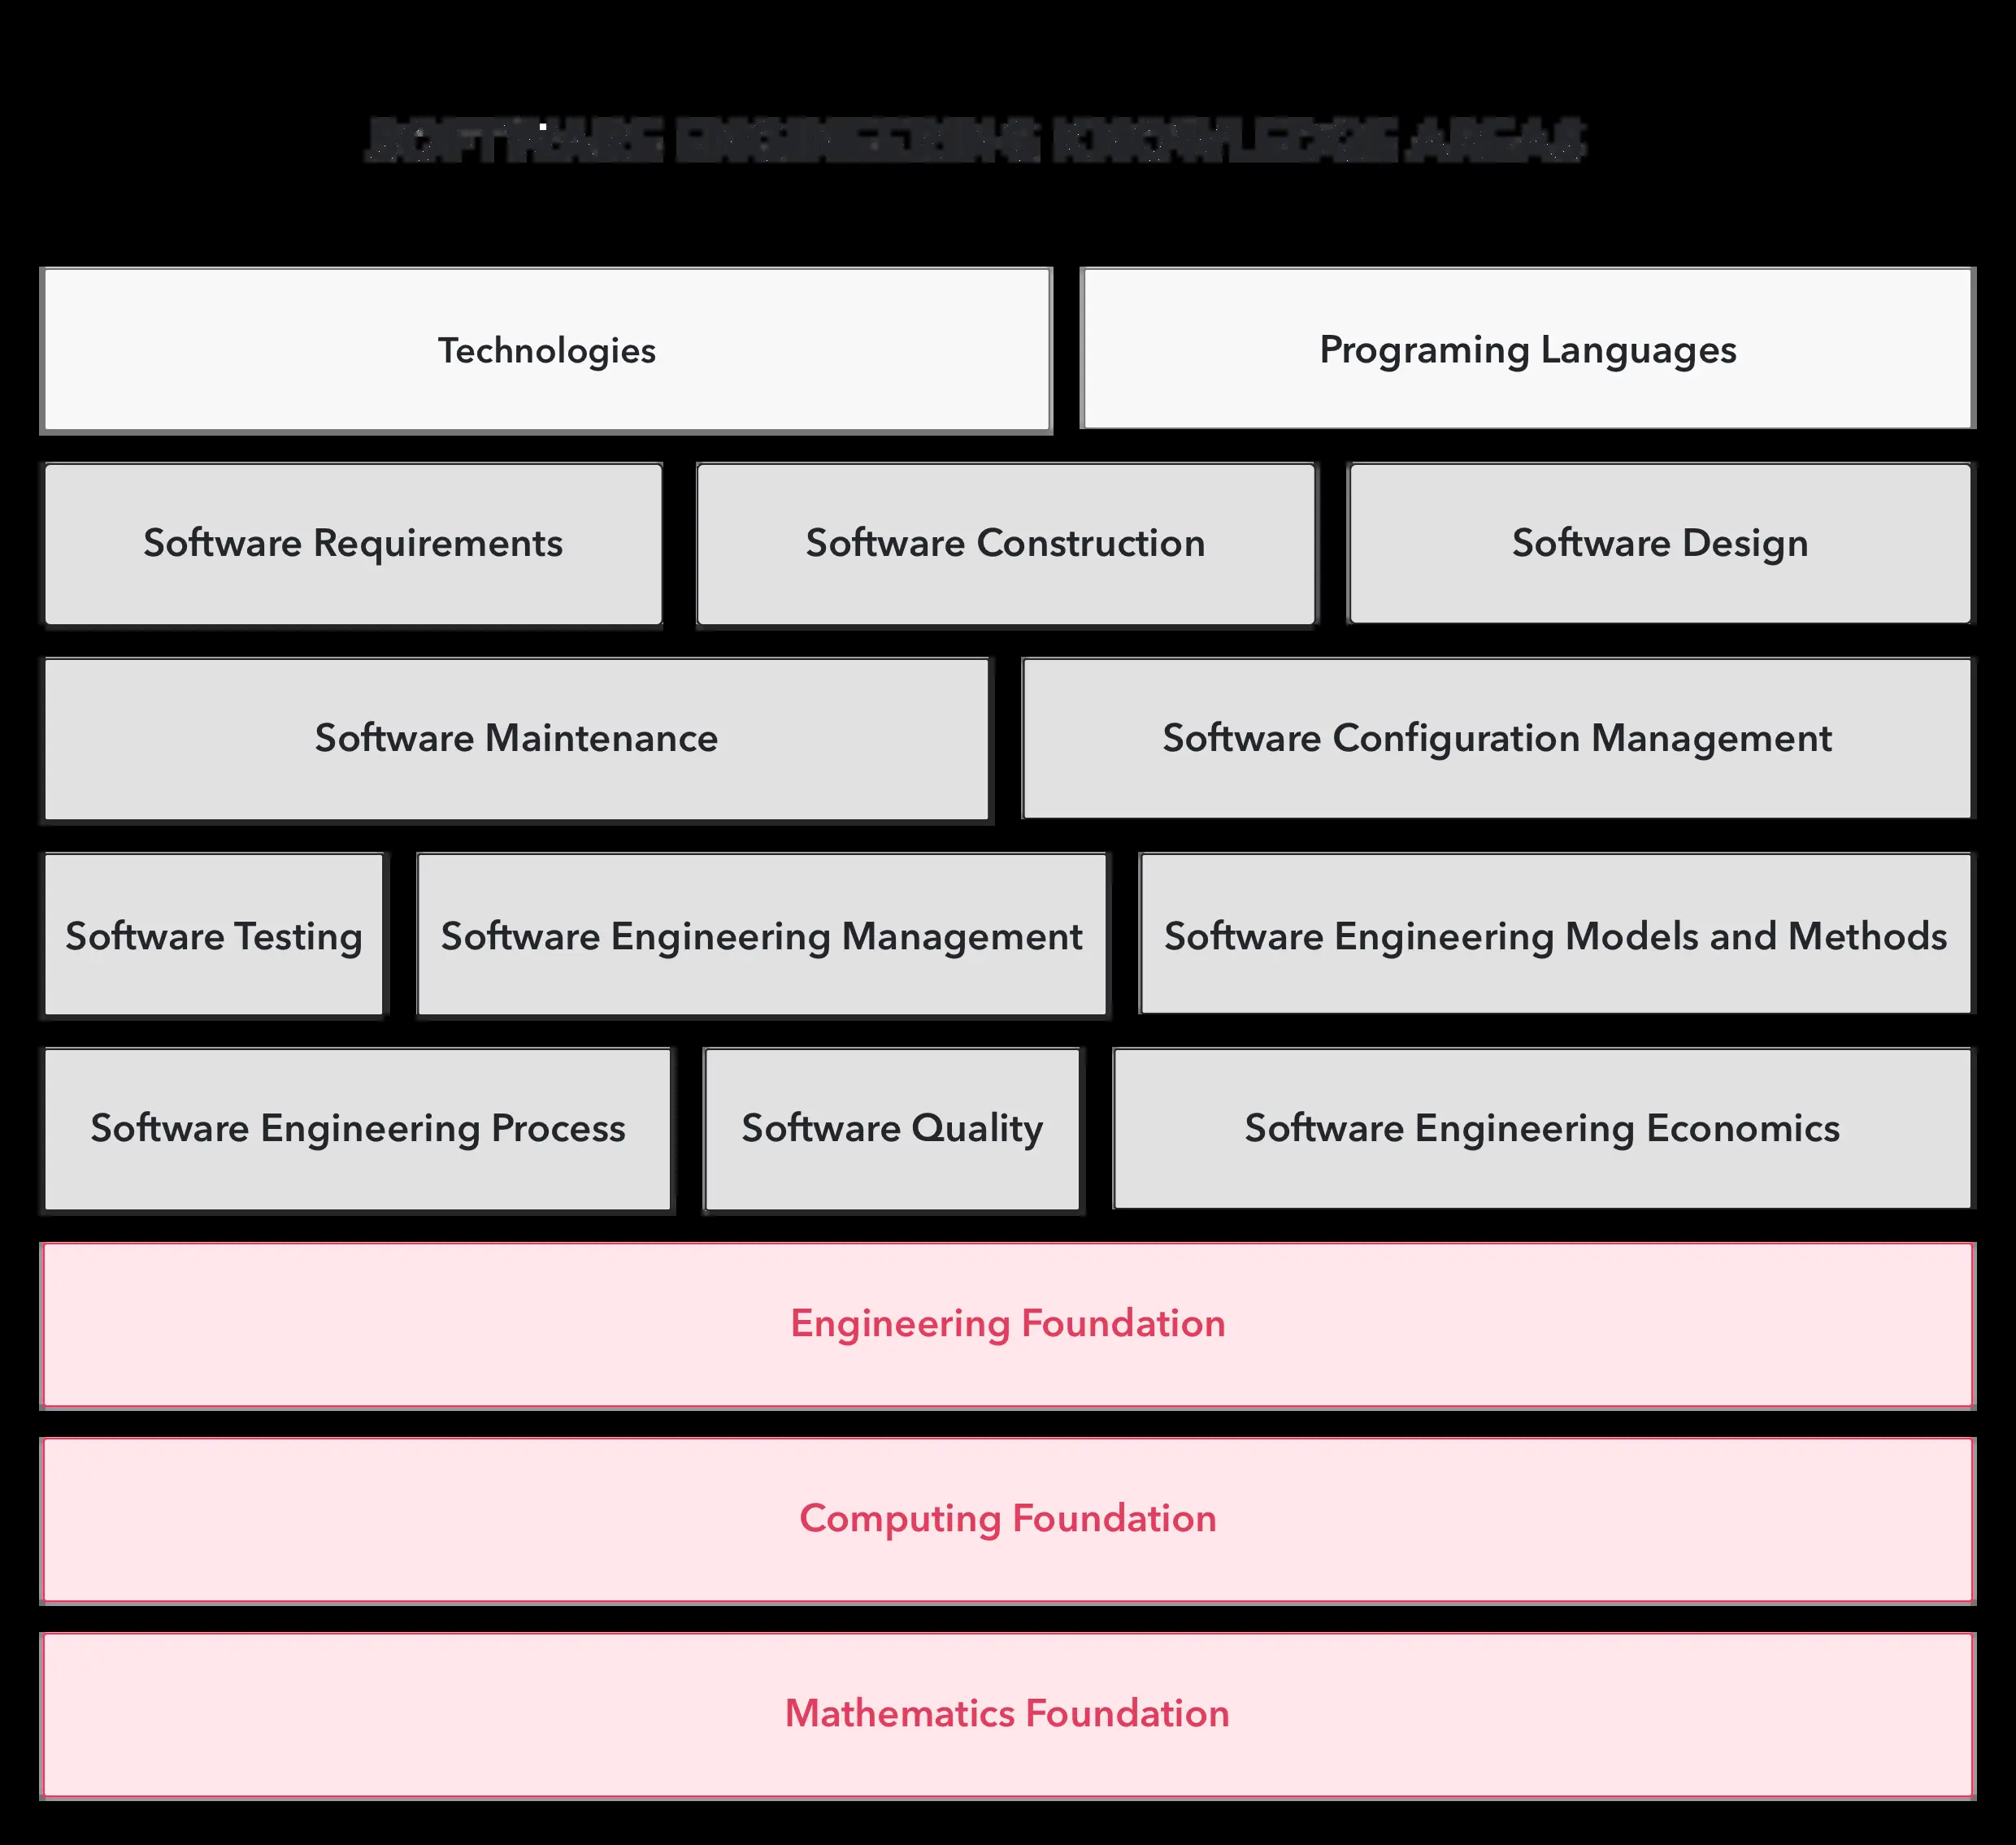 SOFTWARE ENGINEERING KNOWLEDGE AREAS
Technologies
Programing Languages
Software Requirements
Software Construction
Software Design
Software Maintenance
Software Configuration Management
Software Testing
Software Engineering Management
Software Engineering Models and Methods
Software Engineering Process
Software Quality
Software Engineering Economics
Engineering Foundation
Computing Foundation
Mathematics Foundation